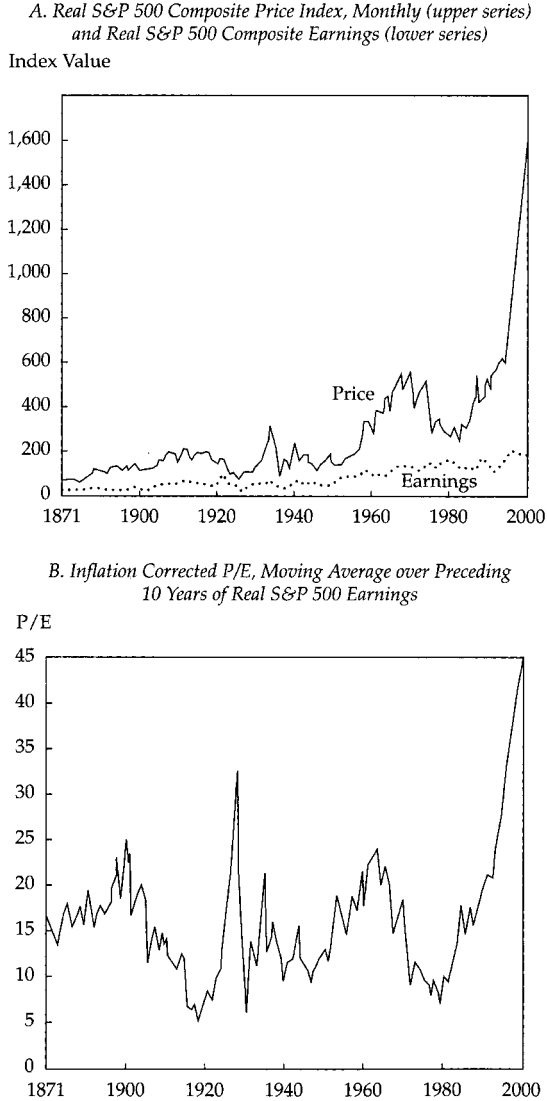 A. Real S&P 500 Composite Price Index, Monthly (upper series)
and Real S&P 500 Composite Earnings (lower series)
Index Value
1,600
1,400
1,200
1,000
800
600
400
200
0
Price
Earnings
1871 1900 1920 1940 1960 1980 2000
B. Inflation Corrected P/E, Moving Average over Preceding
10 Years of Real S&P 500 Earnings
P/E
45
40
35
30
25
20
15
10
5
0
1871 1900 1920 1940 1960 1980 2000